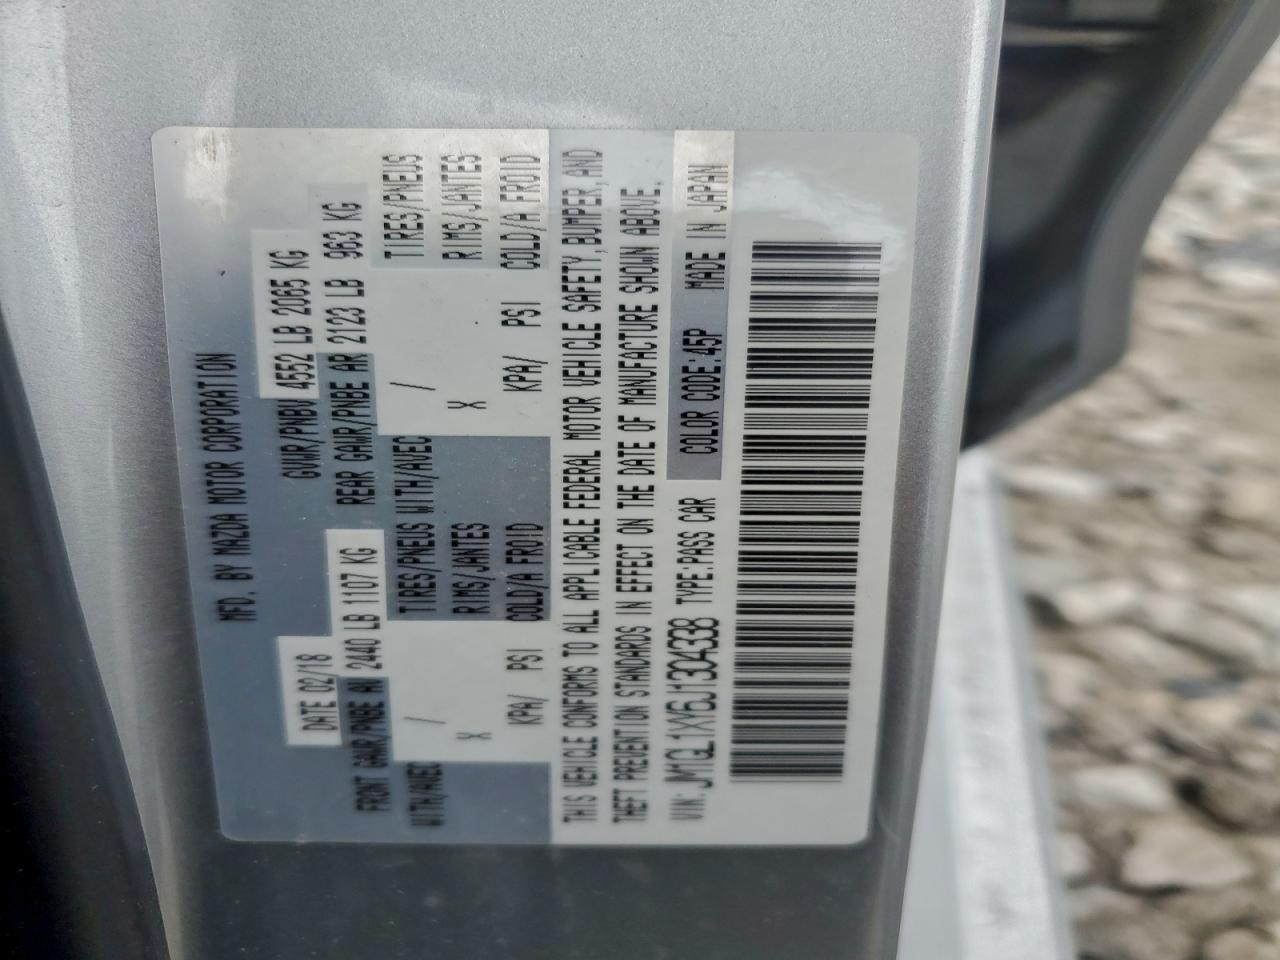 MFD. BY MAZDA MOTOR CORPORATION
DATE 02/18 GVWR/PNBV 4552 LB 2065 KG
FRONT GAWR/PNBE AV 2440 LB 1107 KG REAR GAWR/PNBE AR 2123 LB 963 KG
WITH/AVEC / TIRES/PNEUS WITH/AVEC / TIRES/PNEUS
X RIMS/JANTES X RIMS/JANTES
KPA/ PSI COLD/A FROID KPA/ PSI COLD/A FROID
THIS VEHICLE CONFORMS TO ALL APPLICABLE FEDERAL MOTOR VEHICLE SAFETY, BUMPER, AND
THEFT PREVENTION STANDARDS IN EFFECT ON THE DATE OF MANUFACTURE SHOWN ABOVE.
VIN: JM1GL1XY6J1304338 TYPE:PASS CAR COLOR CODE:45P MADE IN JAPAN